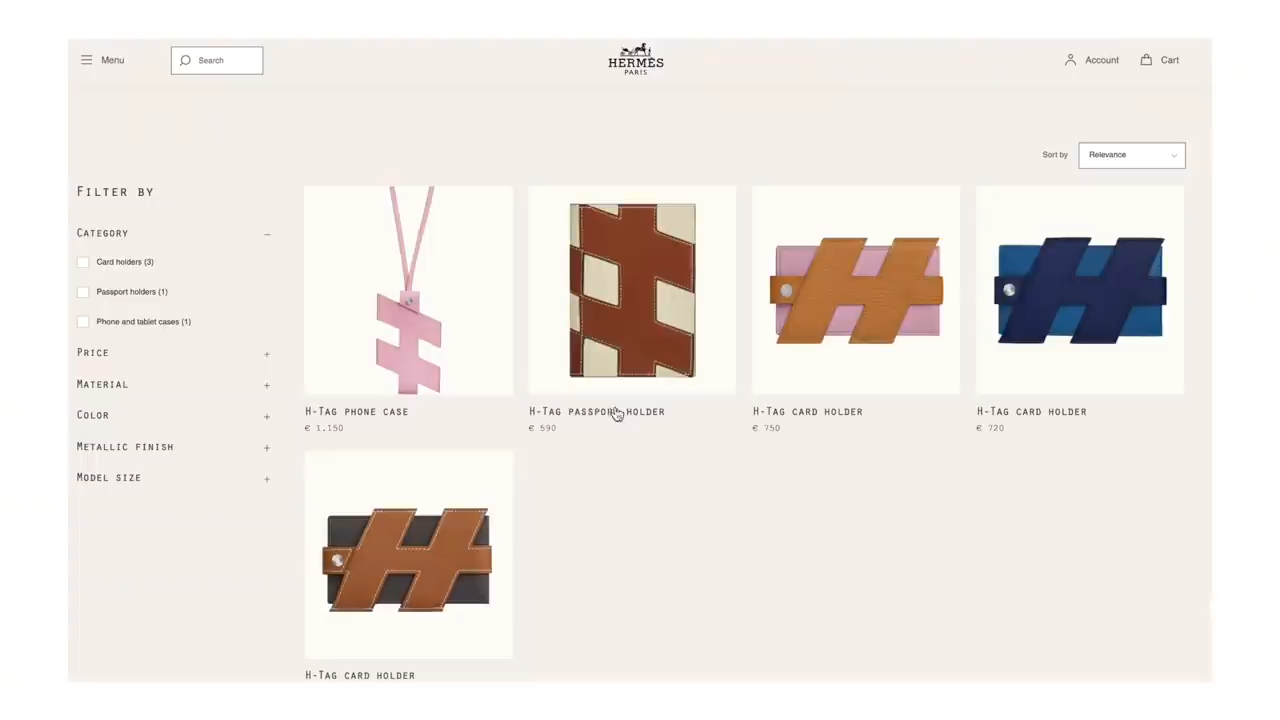 Menu
Search
HERMÈS
PARIS
Account
Cart
Sort by
Relevance
FILTER BY
CATEGORY
Card holders (3)
Passport holders (1)
Phone and tablet cases (1)
PRICE
MATERIAL
COLOR
METALLIC FINISH
MODEL SIZE
H-TAG PHONE CASE
€ 1.150
H-TAG PASSPORT HOLDER
€ 590
H-TAG CARD HOLDER
€ 750
H-TAG CARD HOLDER
€ 720
H-TAG CARD HOLDER